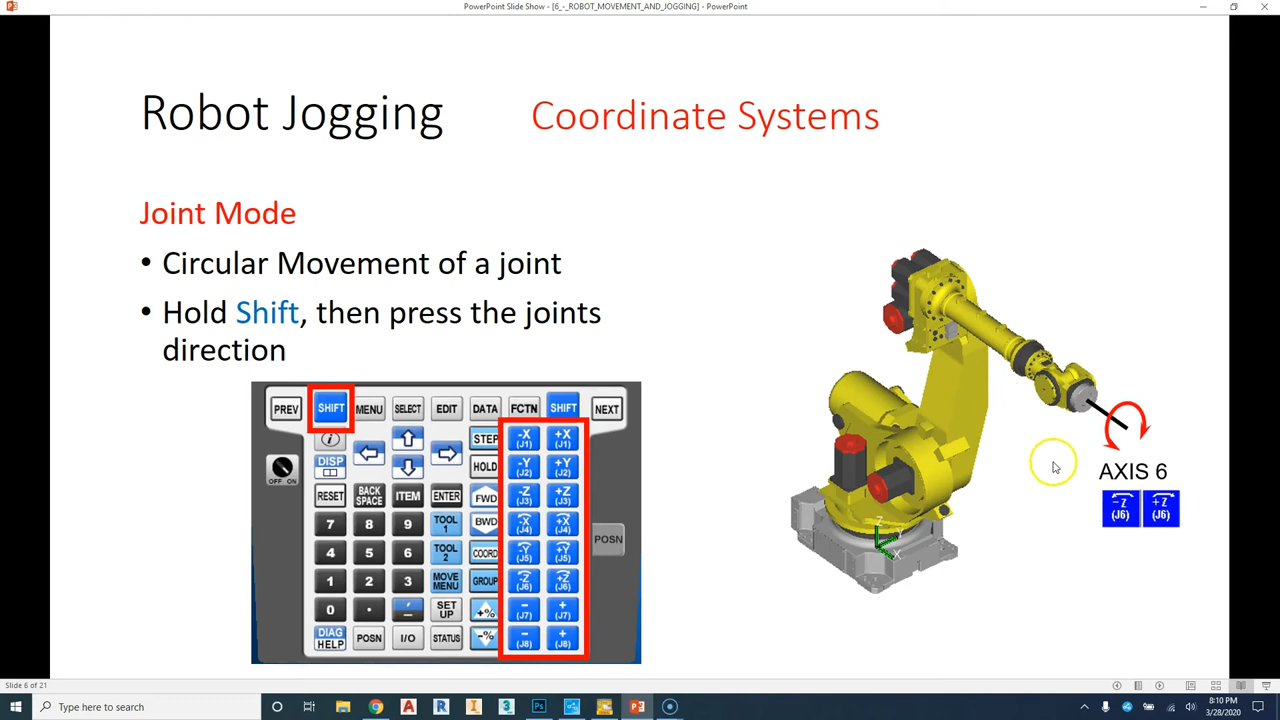 PowerPoint Slide Show - [6_-_ROBOT_MOVEMENT_AND_JOGGING] - PowerPoint
Robot Jogging Coordinate Systems
Joint Mode
• Circular Movement of a joint
• Hold Shift, then press the joints
direction
PREV SHIFT MENU SELECT EDIT DATA FCTN SHIFT NEXT
i STEP -X (J1) +X (J1)
DISP HOLD -Y (J2) +Y (J2)
OFF ON
RESET BACK SPACE ITEM ENTER FWD -Z (J3) +Z (J3)
7 8 9 TOOL 1 BWD -X (J4) +X (J4)
POSN
4 5 6 TOOL 2 COORD -Y (J5) +Y (J5)
1 2 3 MOVE MENU GROUP -Z (J6) +Z (J6)
0 . , – SET UP +% - (J7) + (J7)
DIAG HELP POSN I/O STATUS -% - (J8) + (J8)
AXIS 6
-Z (J6) +Z (J6)
Z
Y
X
Slide 6 of 21
Type here to search
8:10 PM
3/28/2020